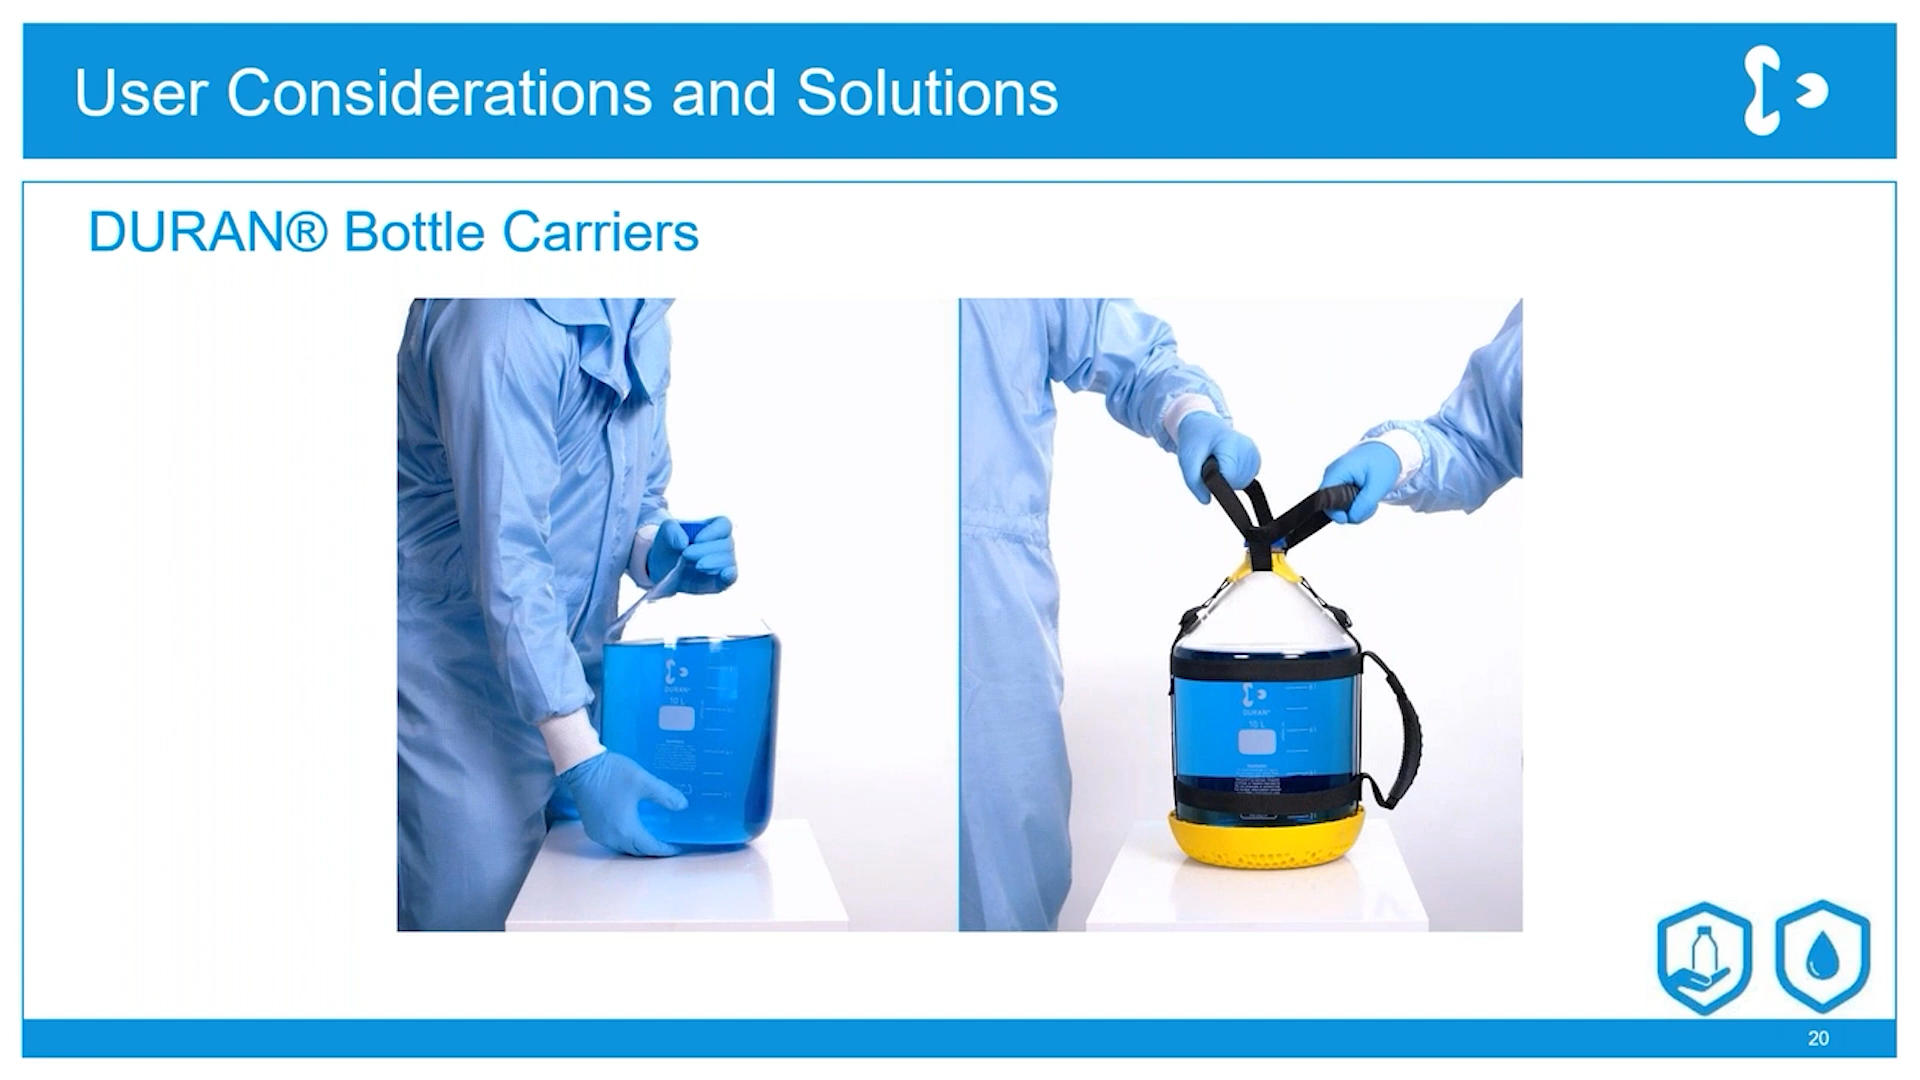 User Considerations and Solutions
DURAN® Bottle Carriers
DURAN®
10 L
DURAN®
10 L
20